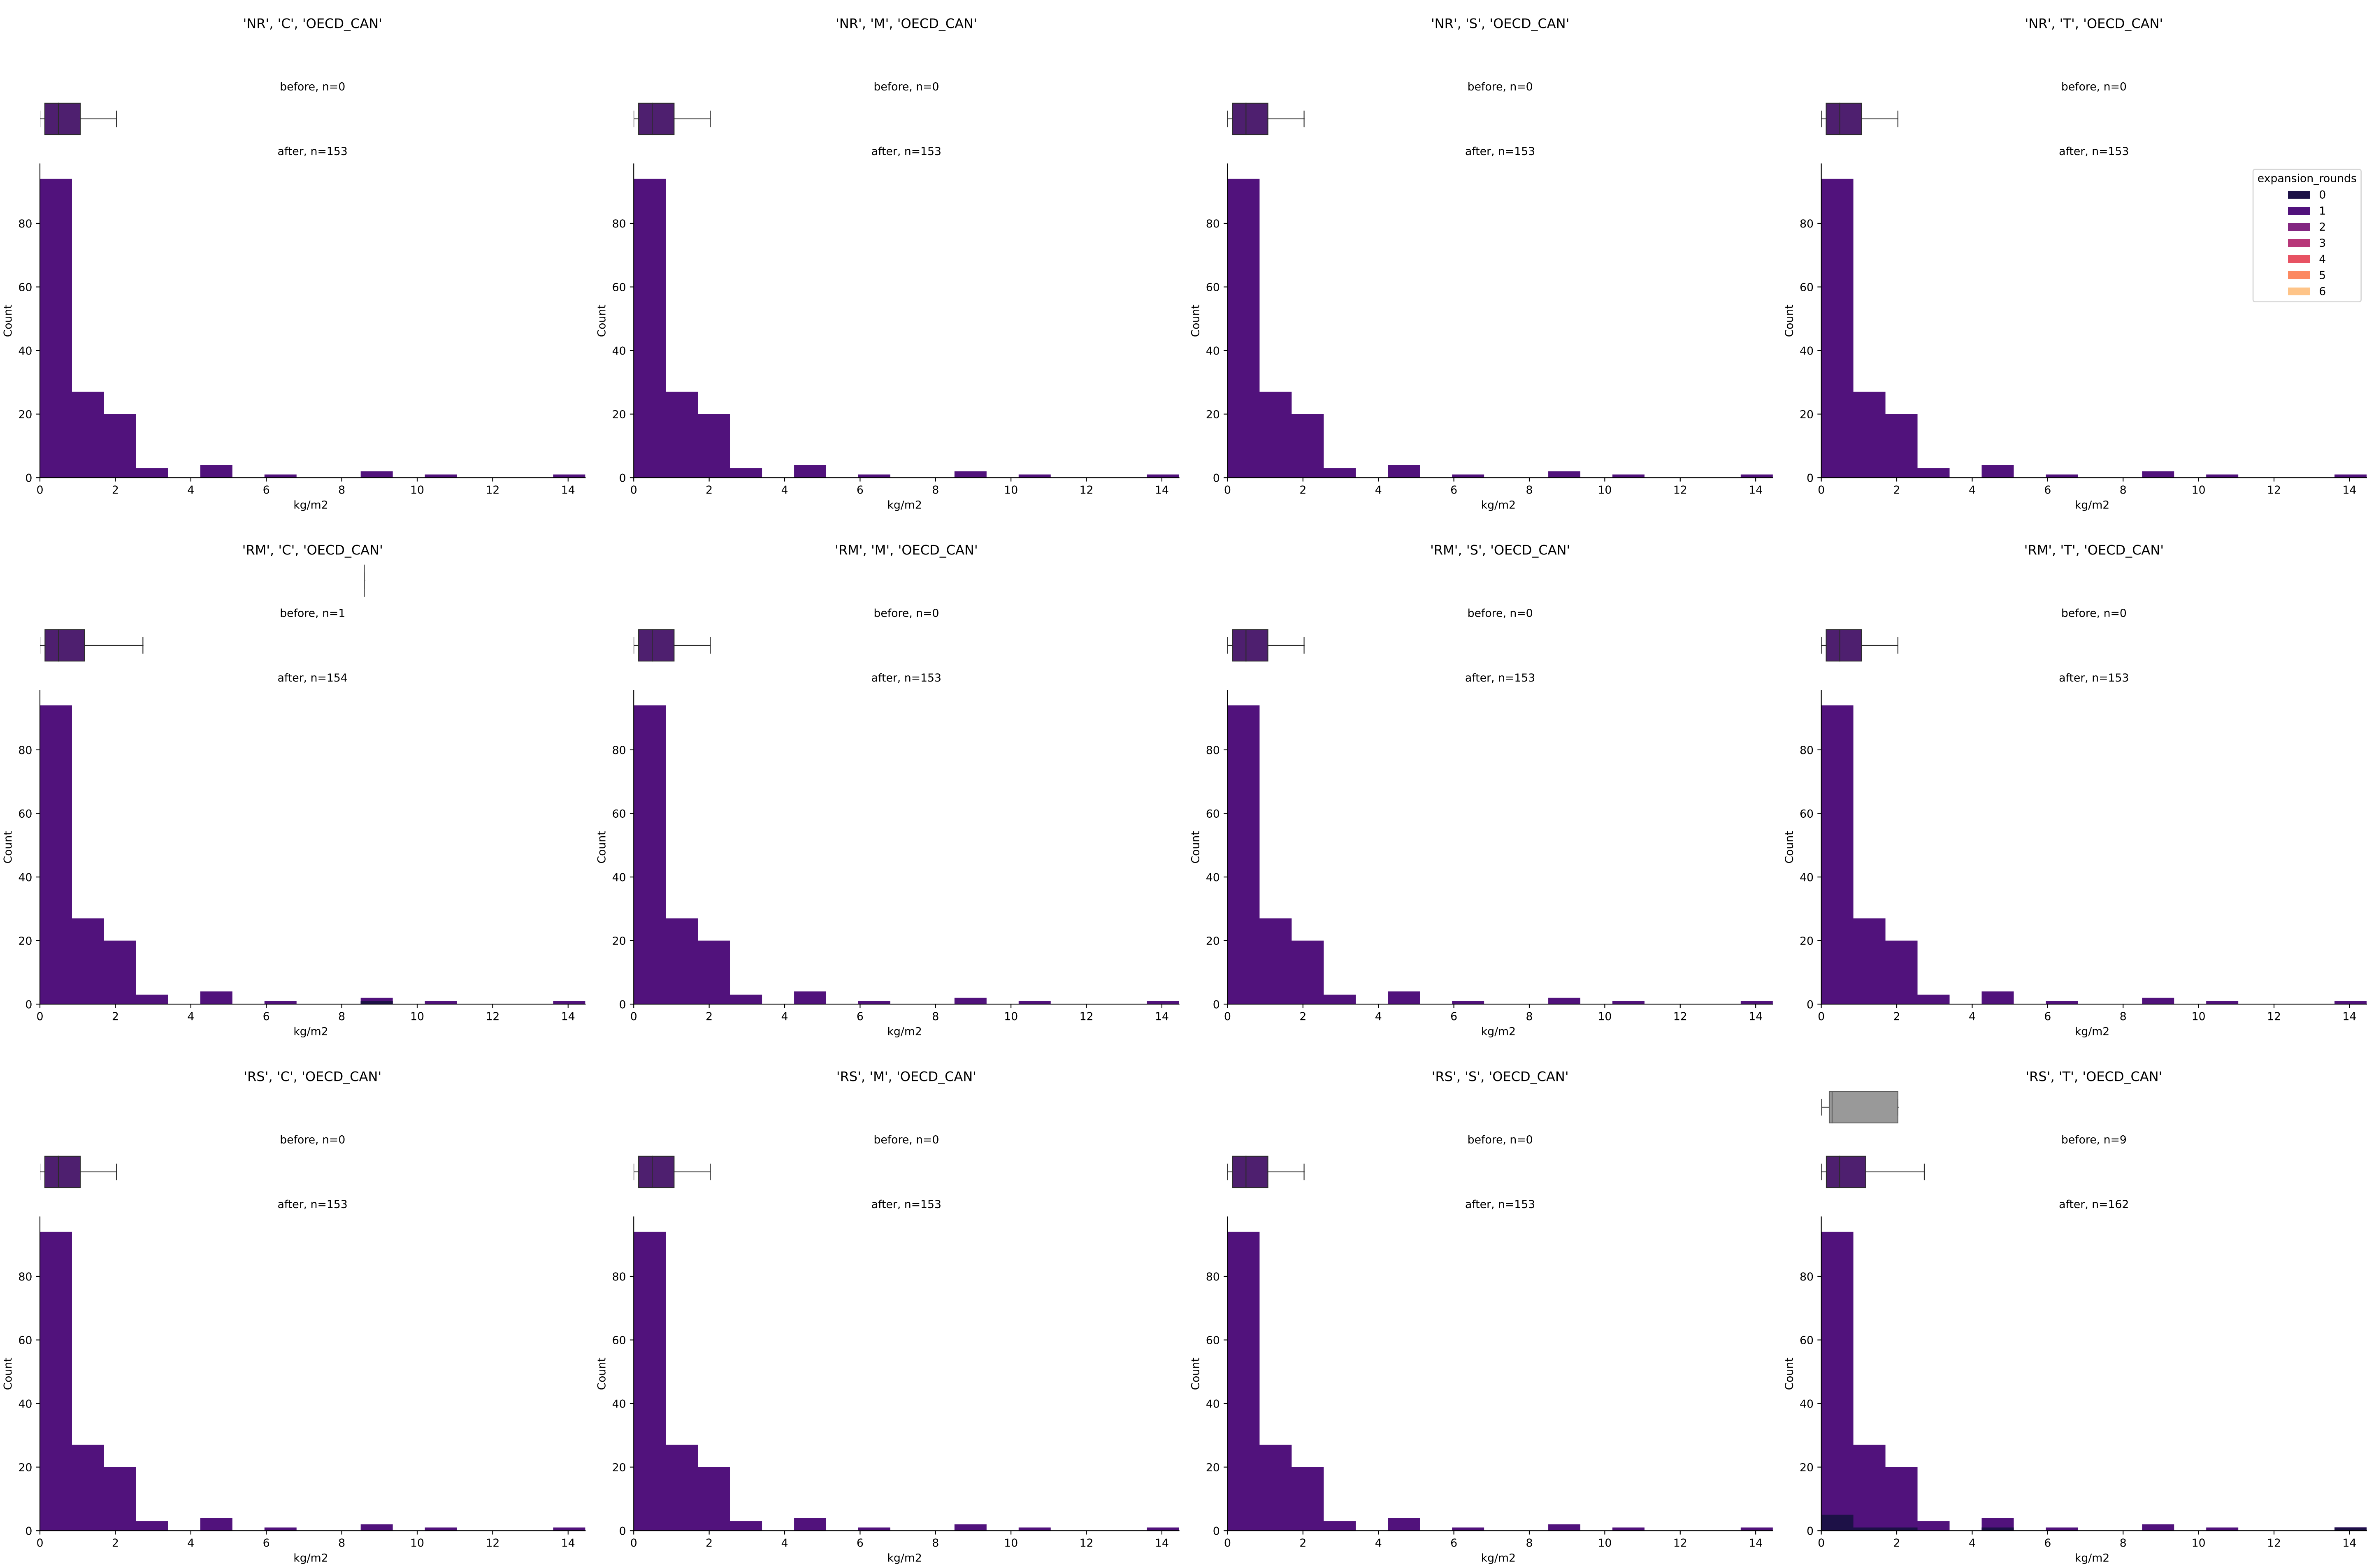 'NR', 'C', 'OECD_CAN'
before, n=0
after, n=153
80
60
40
20
0
Count
0 2 4 6 8 10 12 14
kg/m2
'NR', 'M', 'OECD_CAN'
before, n=0
after, n=153
80
60
40
20
0
Count
0 2 4 6 8 10 12 14
kg/m2
'NR', 'S', 'OECD_CAN'
before, n=0
after, n=153
80
60
40
20
0
Count
0 2 4 6 8 10 12 14
kg/m2
'NR', 'T', 'OECD_CAN'
before, n=0
after, n=153
expansion_rounds
0
1
2
3
4
5
6
80
60
40
20
0
Count
0 2 4 6 8 10 12 14
kg/m2
'RM', 'C', 'OECD_CAN'
before, n=1
after, n=154
80
60
40
20
0
Count
0 2 4 6 8 10 12 14
kg/m2
'RM', 'M', 'OECD_CAN'
before, n=0
after, n=153
80
60
40
20
0
Count
0 2 4 6 8 10 12 14
kg/m2
'RM', 'S', 'OECD_CAN'
before, n=0
after, n=153
80
60
40
20
0
Count
0 2 4 6 8 10 12 14
kg/m2
'RM', 'T', 'OECD_CAN'
before, n=0
after, n=153
80
60
40
20
0
Count
0 2 4 6 8 10 12 14
kg/m2
'RS', 'C', 'OECD_CAN'
before, n=0
after, n=153
80
60
40
20
0
Count
0 2 4 6 8 10 12 14
kg/m2
'RS', 'M', 'OECD_CAN'
before, n=0
after, n=153
80
60
40
20
0
Count
0 2 4 6 8 10 12 14
kg/m2
'RS', 'S', 'OECD_CAN'
before, n=0
after, n=153
80
60
40
20
0
Count
0 2 4 6 8 10 12 14
kg/m2
'RS', 'T', 'OECD_CAN'
before, n=9
after, n=162
80
60
40
20
0
Count
0 2 4 6 8 10 12 14
kg/m2